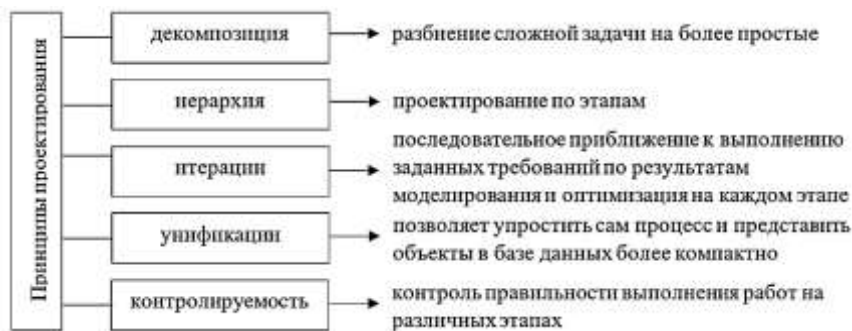 Принципы проектирования
декомпозиция
разбиение сложной задачи на более простые
иерархия
проектирование по этапам
итерации
последовательное приближение к выполнению
заданных требований по результатам
моделирования и оптимизация на каждом этапе
унификации
позволяет упростить сам процесс и представить
объекты в базе данных более компактно
контролируемость
контроль правильности выполнения работ на
различных этапах